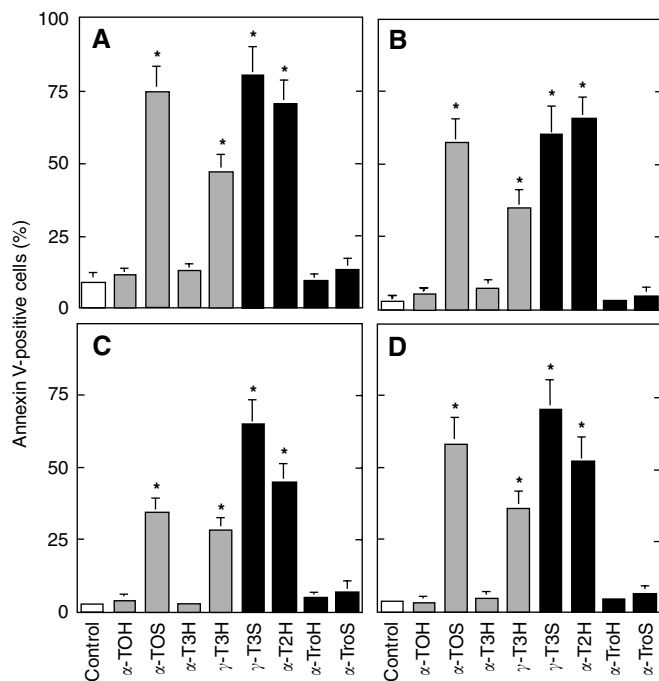 100
75
50
25
0
A
*
*
*
*
B
*
*
*
*
Annexin V-positive cells (%)
75
50
25
0
C
*
*
*
*
D
*
*
*
*
Control
α-TOH
α-TOS
α-T3H
γ-T3H
γ-T3S
α-T2H
α-TroH
α-TroS
Control
α-TOH
α-TOS
α-T3H
γ-T3H
γ-T3S
α-T2H
α-TroH
α-TroS